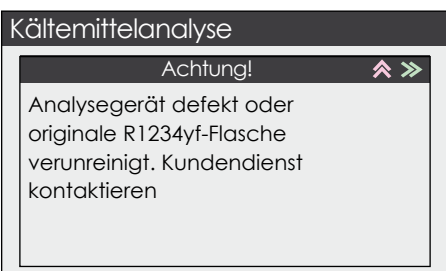 Kältemittelanalyse
Achtung!
Analysegerät defekt oder
originale R1234yf-Flasche
verunreinigt. Kundendienst
kontaktieren